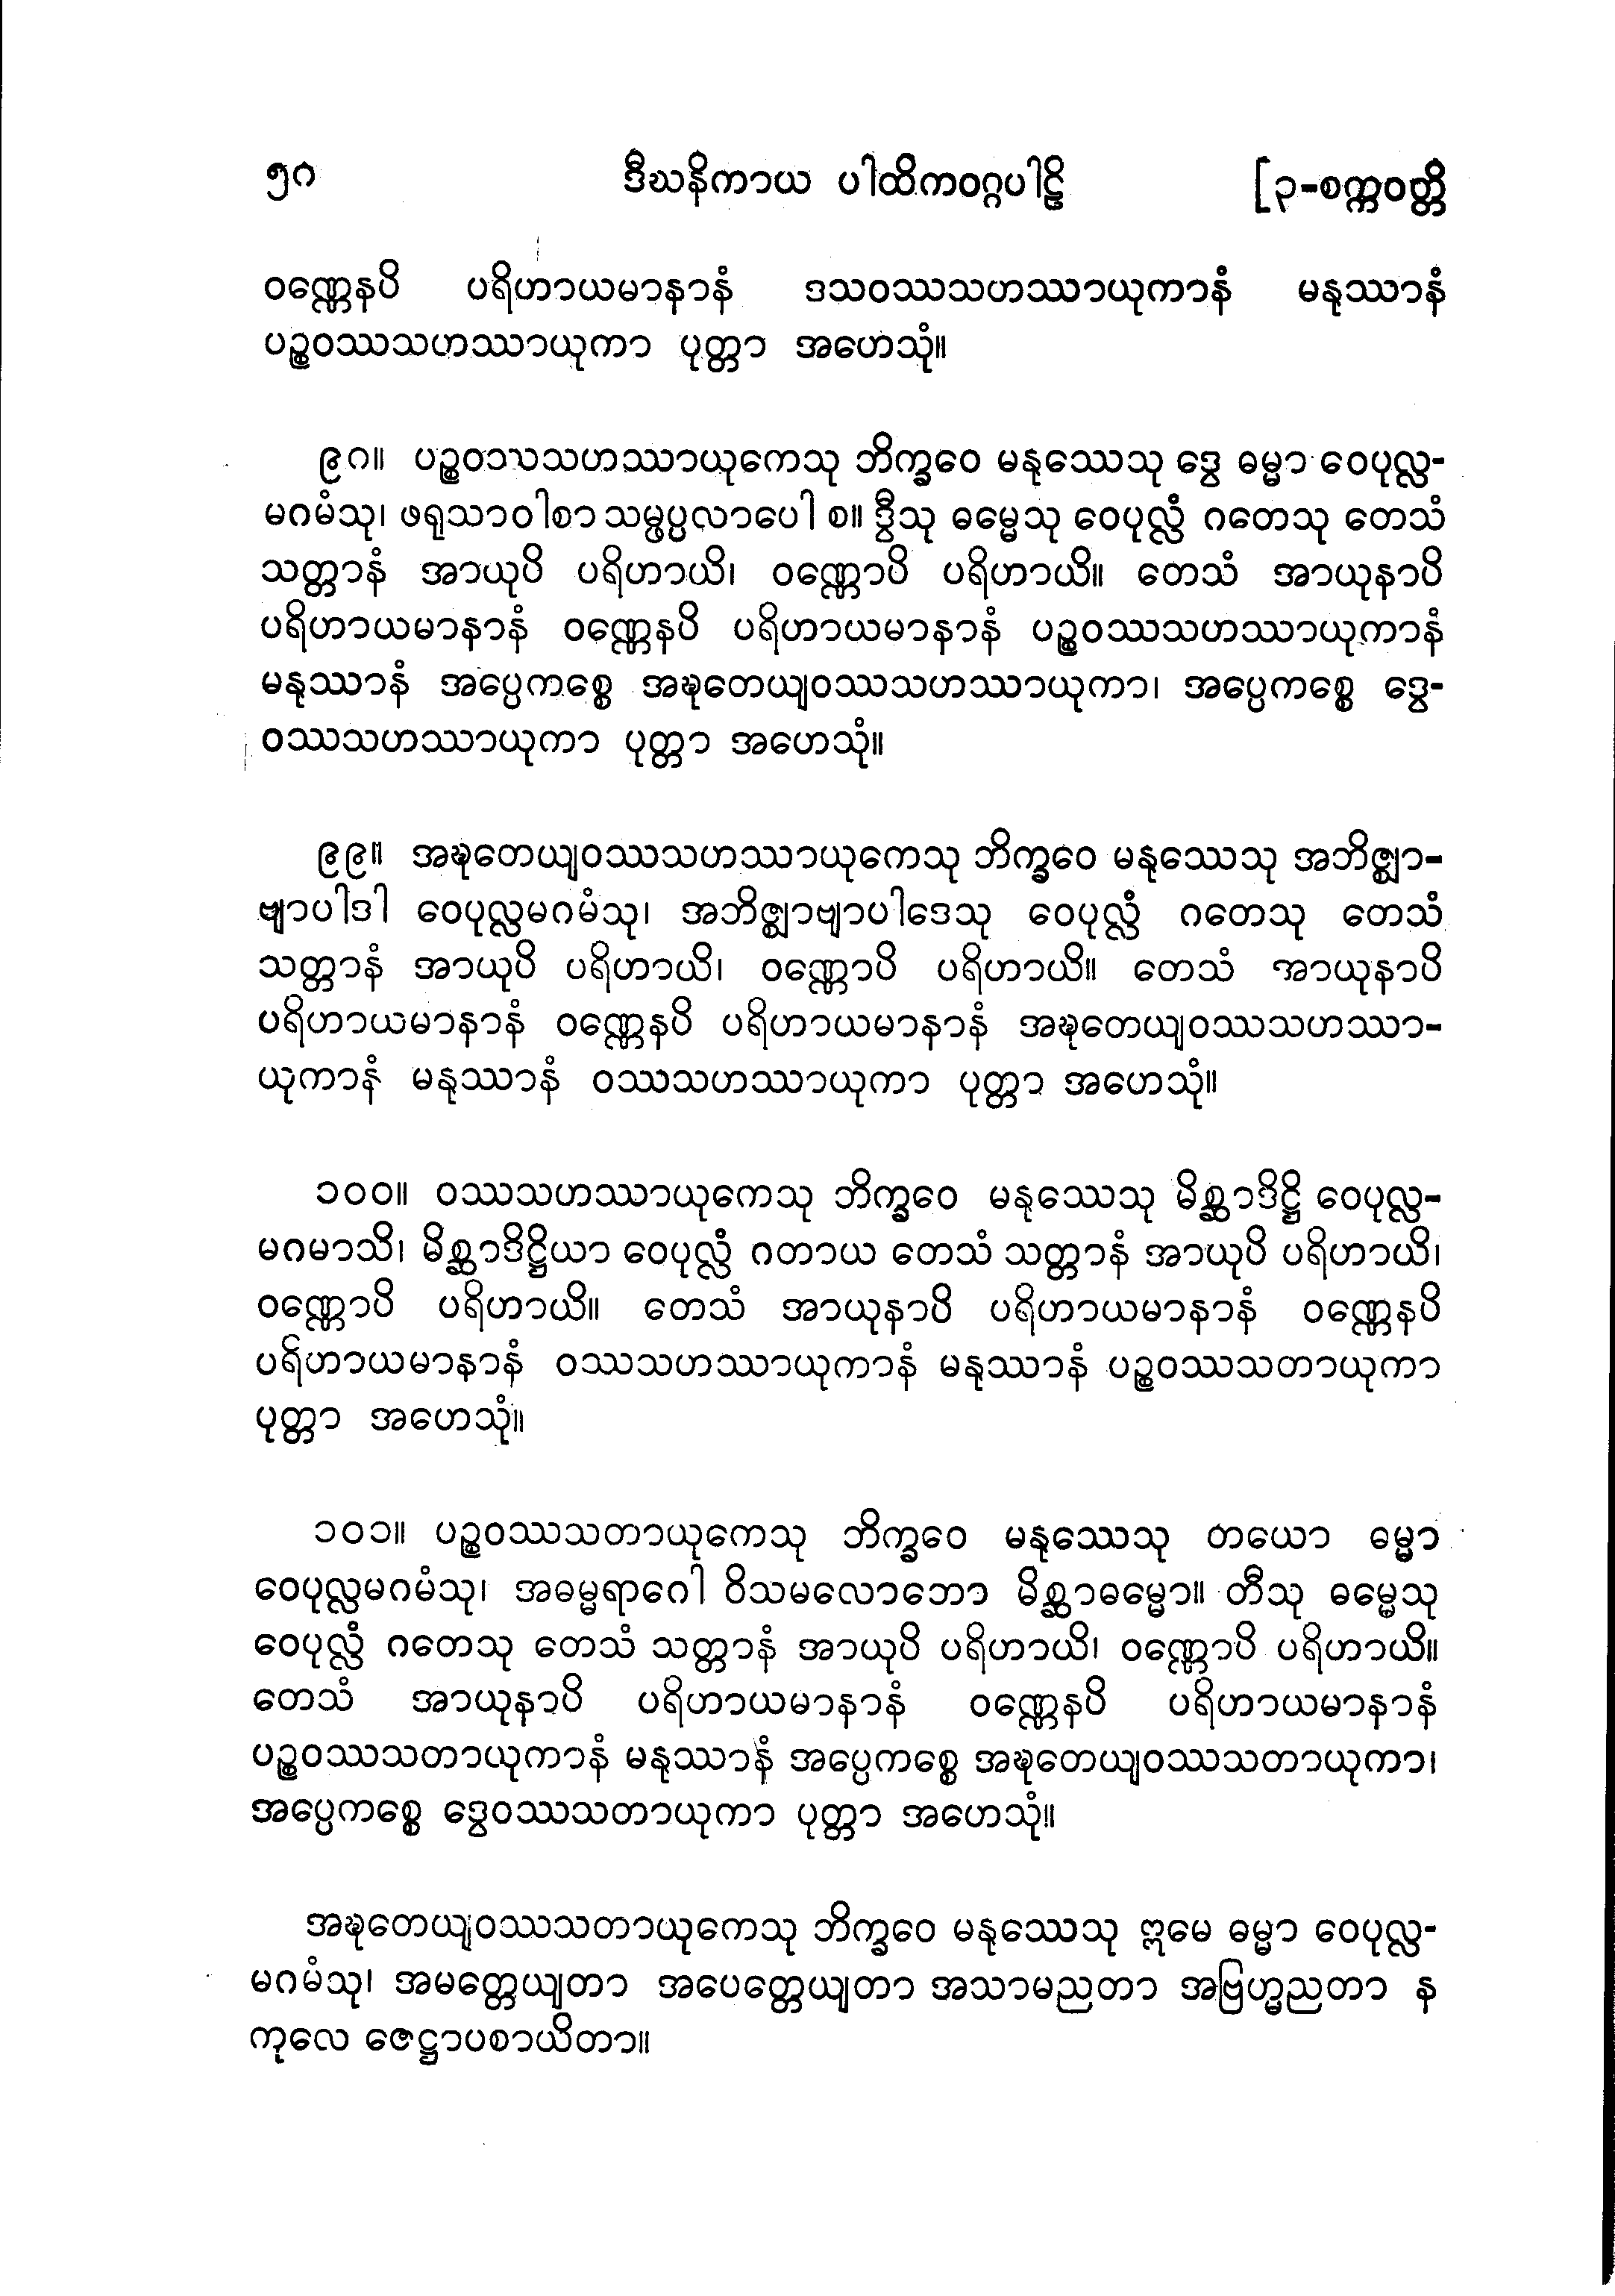 ၅ဂ ဒီဃနိကာယ ပါထိကဝဂ္ဂပါဠိ [၃-စက္ကဝတ္တိ
ဝဏ္ဏေနပိ ပရိဟာယမာနာနံ ဒသဝဿသဟဿာယုကာနံ မနုဿာနံ
ပဉ္စဝဿသဟဿာယုကာ ပုတ္တာ အဟေသုံ။
၉ဂ။ ပဉ္စဝဿသဟဿာယုကေသု ဘိက္ခဝေ မနုဿေသု ဒွေ ဓမ္မာ ဝေပုလ္လ-
မဂမံသု၊ ဖရုသာဝါစာ သမ္ဖပ္ပလာပေါ စ။ ဒွီသု ဓမ္မေသု ဝေပုလ္လံ ဂတေသု တေသံ
သတ္တာနံ အာယုပိ ပရိဟာယိ၊ ဝဏ္ဏောပိ ပရိဟာယိ။ တေသံ အာယုနာပိ
ပရိဟာယမာနာနံ ဝဏ္ဏေနပိ ပရိဟာယမာနာနံ ပဉ္စဝဿသဟဿာယုကာနံ
မနုဿာနံ အပ္ပေကစ္စေ အဍ္ဎတေယျဝဿသဟဿာယုကာ၊ အပ္ပေကစ္စေ ဒွေ-
ဝဿသဟဿာယုကာ ပုတ္တာ အဟေသုံ။
၉၉။ အဍ္ဎတေယျဝဿသဟဿာယုကေသု ဘိက္ခဝေ မနုဿေသု အဘိဇ္ဈာ-
ဗျာပါဒါ ဝေပုလ္လမဂမံသု၊ အဘိဇ္ဈာဗျာပါဒေသု ဝေပုလ္လံ ဂတေသု တေသံ
သတ္တာနံ အာယုပိ ပရိဟာယိ၊ ဝဏ္ဏောပိ ပရိဟာယိ။ တေသံ အာယုနာပိ
ပရိဟာယမာနာနံ ဝဏ္ဏေနပိ ပရိဟာယမာနာနံ အဍ္ဎတေယျဝဿသဟဿာ-
ယုကာနံ မနုဿာနံ ဝဿသဟဿာယုကာ ပုတ္တာ အဟေသုံ။
၁၀၀။ ဝဿသဟဿာယုကေသု ဘိက္ခဝေ မနုဿေသု မိစ္ဆာဒိဋ္ဌိ ဝေပုလ္လ-
မဂမာသိ၊ မိစ္ဆာဒိဋ္ဌိယာ ဝေပုလ္လံ ဂတာယ တေသံ သတ္တာနံ အာယုပိ ပရိဟာယိ၊
ဝဏ္ဏောပိ ပရိဟာယိ။ တေသံ အာယုနာပိ ပရိဟာယမာနာနံ ဝဏ္ဏေနပိ
ပရိဟာယမာနာနံ ဝဿသဟဿာယုကာနံ မနုဿာနံ ပဉ္စဝဿသတာယုကာ
ပုတ္တာ အဟေသုံ။
၁၀၁။ ပဉ္စဝဿသတာယုကေသု ဘိက္ခဝေ မနုဿေသု တယော ဓမ္မာ
ဝေပုလ္လမဂမံသု၊ အဓမ္မရာဂေါ ဝိသမလောဘော မိစ္ဆာဓမ္မော။ တီသု ဓမ္မေသု
ဝေပုလ္လံ ဂတေသု တေသံ သတ္တာနံ အာယုပိ ပရိဟာယိ၊ ဝဏ္ဏောပိ ပရိဟာယိ။
တေသံ အာယုနာပိ ပရိဟာယမာနာနံ ဝဏ္ဏေနပိ ပရိဟာယမာနာနံ
ပဉ္စဝဿသတာယုကာနံ မနုဿာနံ အပ္ပေကစ္စေ အဍ္ဎတေယျဝဿသတာယုကာ၊
အပ္ပေကစ္စေ ဒွေဝဿသတာယုကာ ပုတ္တာ အဟေသုံ။
အဍ္ဎတေယျဝဿသတာယုကေသု ဘိက္ခဝေ မနုဿေသု ဣမေ ဓမ္မာ ဝေပုလ္လ-
မဂမံသု၊ အမတ္တေယျတာ အပေတ္တေယျတာ အသာမညတာ အဗြဟ္မညတာ န
ကုလေ ဇေဋ္ဌာပစာယိတာ။